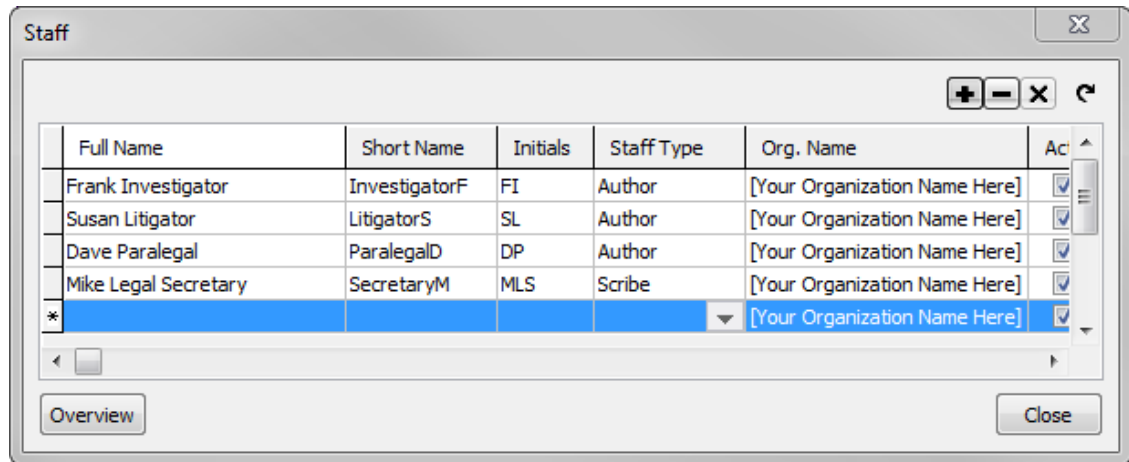 Staff
Full Name Short Name Initials Staff Type Org. Name Act
Frank Investigator InvestigatorF FI Author [Your Organization Name Here]
Susan Litigator LitigatorS SL Author [Your Organization Name Here]
Dave Paralegal ParalegalD DP Author [Your Organization Name Here]
Mike Legal Secretary SecretaryM MLS Scribe [Your Organization Name Here]
* [Your Organization Name Here]
Overview Close